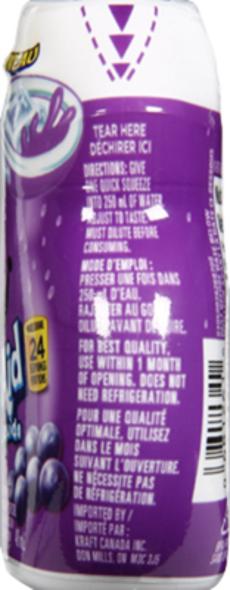 TEAR HERE
DÉCHIRER ICI
DIRECTIONS: GIVE
ONE QUICK SQUEEZE
INTO 250 mL OF WATER
ADJUST TO TASTE
MUST DILUTE BEFORE
CONSUMING.
MODE D'EMPLOI :
PRESSER UNE FOIS DANS
250 mL D'EAU.
RAJUSTER AU GOÛT
DILUER AVANT DE BOIRE.
FOR BEST QUALITY,
USE WITHIN 1 MONTH
OF OPENING. DOES NOT
NEED REFRIGERATION.
POUR UNE QUALITÉ
OPTIMALE, UTILISEZ
DANS LE MOIS
SUIVANT L'OUVERTURE.
NE NÉCESSITE PAS
DE RÉFRIGÉRATION.
IMPORTED BY /
IMPORTÉ PAR :
KRAFT CANADA INC.
DON MILLS, ON M3C 3J5
24